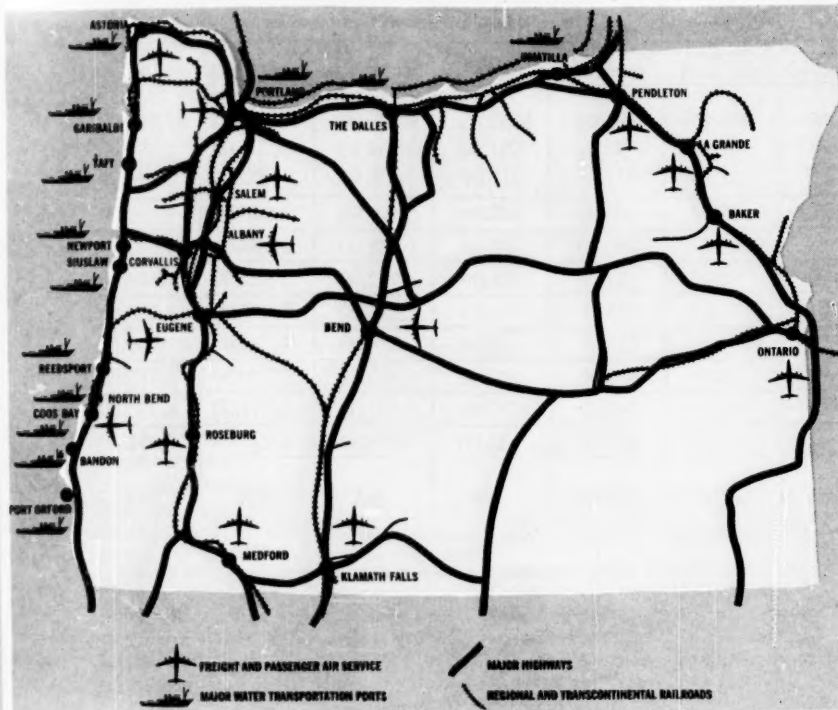 ASTORIA
UMATILLA
PORTLAND
PENDLETON
GARIBALDI
THE DALLES
LA GRANDE
TAFT
SALEM
BAKER
NEWPORT
ALBANY
SIUSLAW
CORVALLIS
EUGENE
BEND
ONTARIO
REEDSPORT
NORTH BEND
COOS BAY
ROSEBURG
BANDON
PORT ORFORD
MEDFORD
KLAMATH FALLS
FREIGHT AND PASSENGER AIR SERVICE
MAJOR HIGHWAYS
MAJOR WATER TRANSPORTATION PORTS
REGIONAL AND TRANSCONTINENTAL RAILROADS